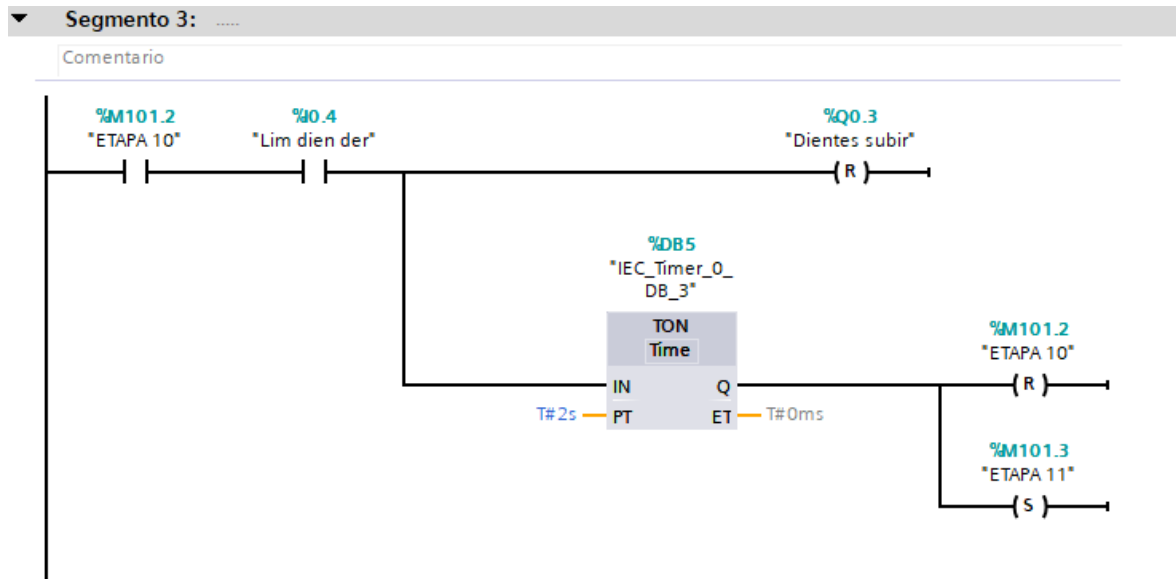 Segmento 3: .....
Comentario
%M101.2
"ETAPA 10"
%I0.4
"Lim dien der"
%Q0.3
"Dientes subir"
( R )
%DB5
"IEC_Timer_0_
DB_3"
TON
Time
IN Q
T#2s PT ET T#0ms
%M101.2
"ETAPA 10"
( R )
%M101.3
"ETAPA 11"
( S )